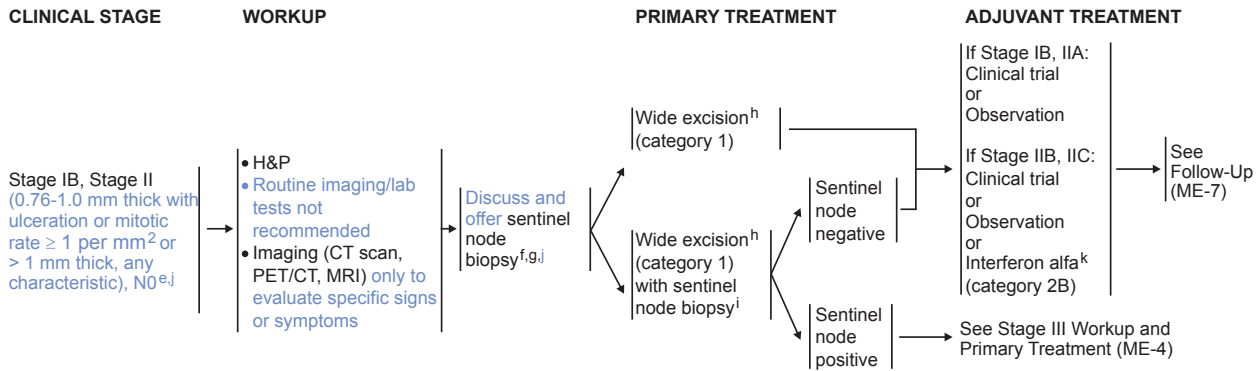 CLINICAL STAGE
WORKUP
PRIMARY TREATMENT
ADJUVANT TREATMENT
Stage IB, Stage II
(0.76-1.0 mm thick with
ulceration or mitotic
rate ≥ 1 per mm² or
> 1 mm thick, any
characteristic), N0e,j
• H&P
• Routine imaging/lab
tests not
recommended
• Imaging (CT scan,
PET/CT, MRI) only to
evaluate specific signs
or symptoms
Discuss and
offer sentinel
node
biopsyf,g,j
Wide excisionh
(category 1)
Wide excisionh
(category 1)
with sentinel
node biopsyi
Sentinel
node
negative
Sentinel
node
positive
If Stage IB, IIA:
Clinical trial
or
Observation
If Stage IIB, IIC:
Clinical trial
or
Observation
or
Interferon alfak
(category 2B)
See Stage III Workup and
Primary Treatment (ME-4)
See
Follow-Up
(ME-7)